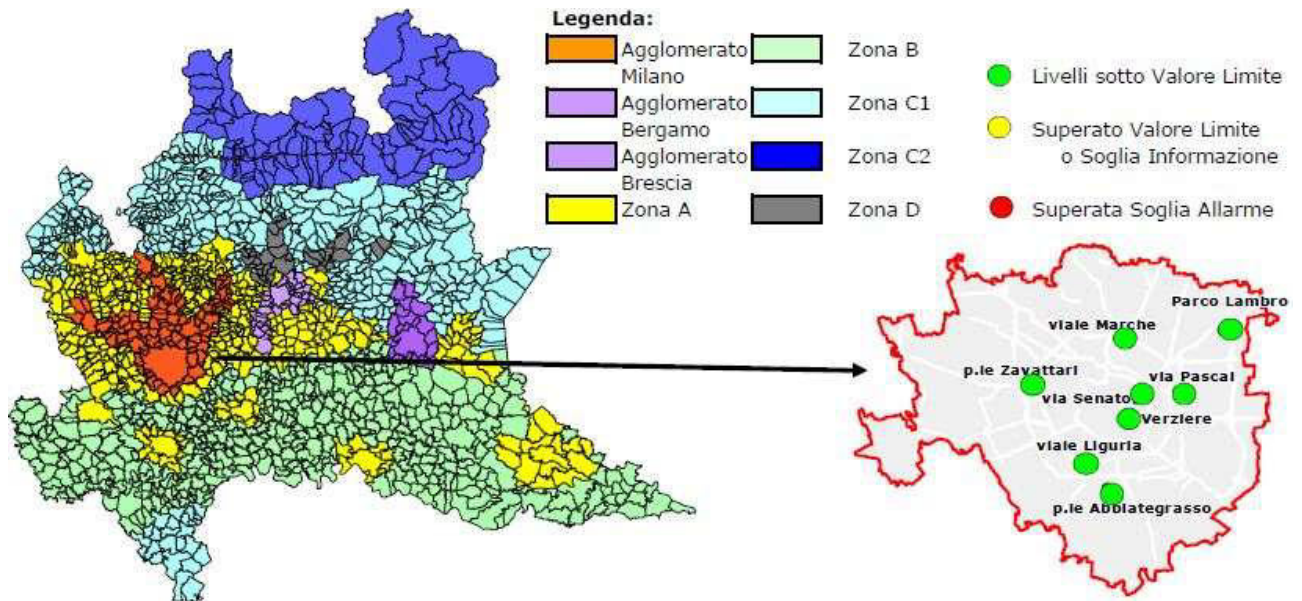 Legenda:
Agglomerato
Milano
Agglomerato
Bergamo
Agglomerato
Brescia
Zona A
Zona B
Zona C1
Zona C2
Zona D
Livelli sotto Valore Limite
Superato Valore Limite
o Soglia Informazione
Superata Soglia Allarme
Parco Lambro
viale Marche
p.le Zavattari
via Pascal
via Senato
Verziere
viale Liguria
p.le Abbiategrasso